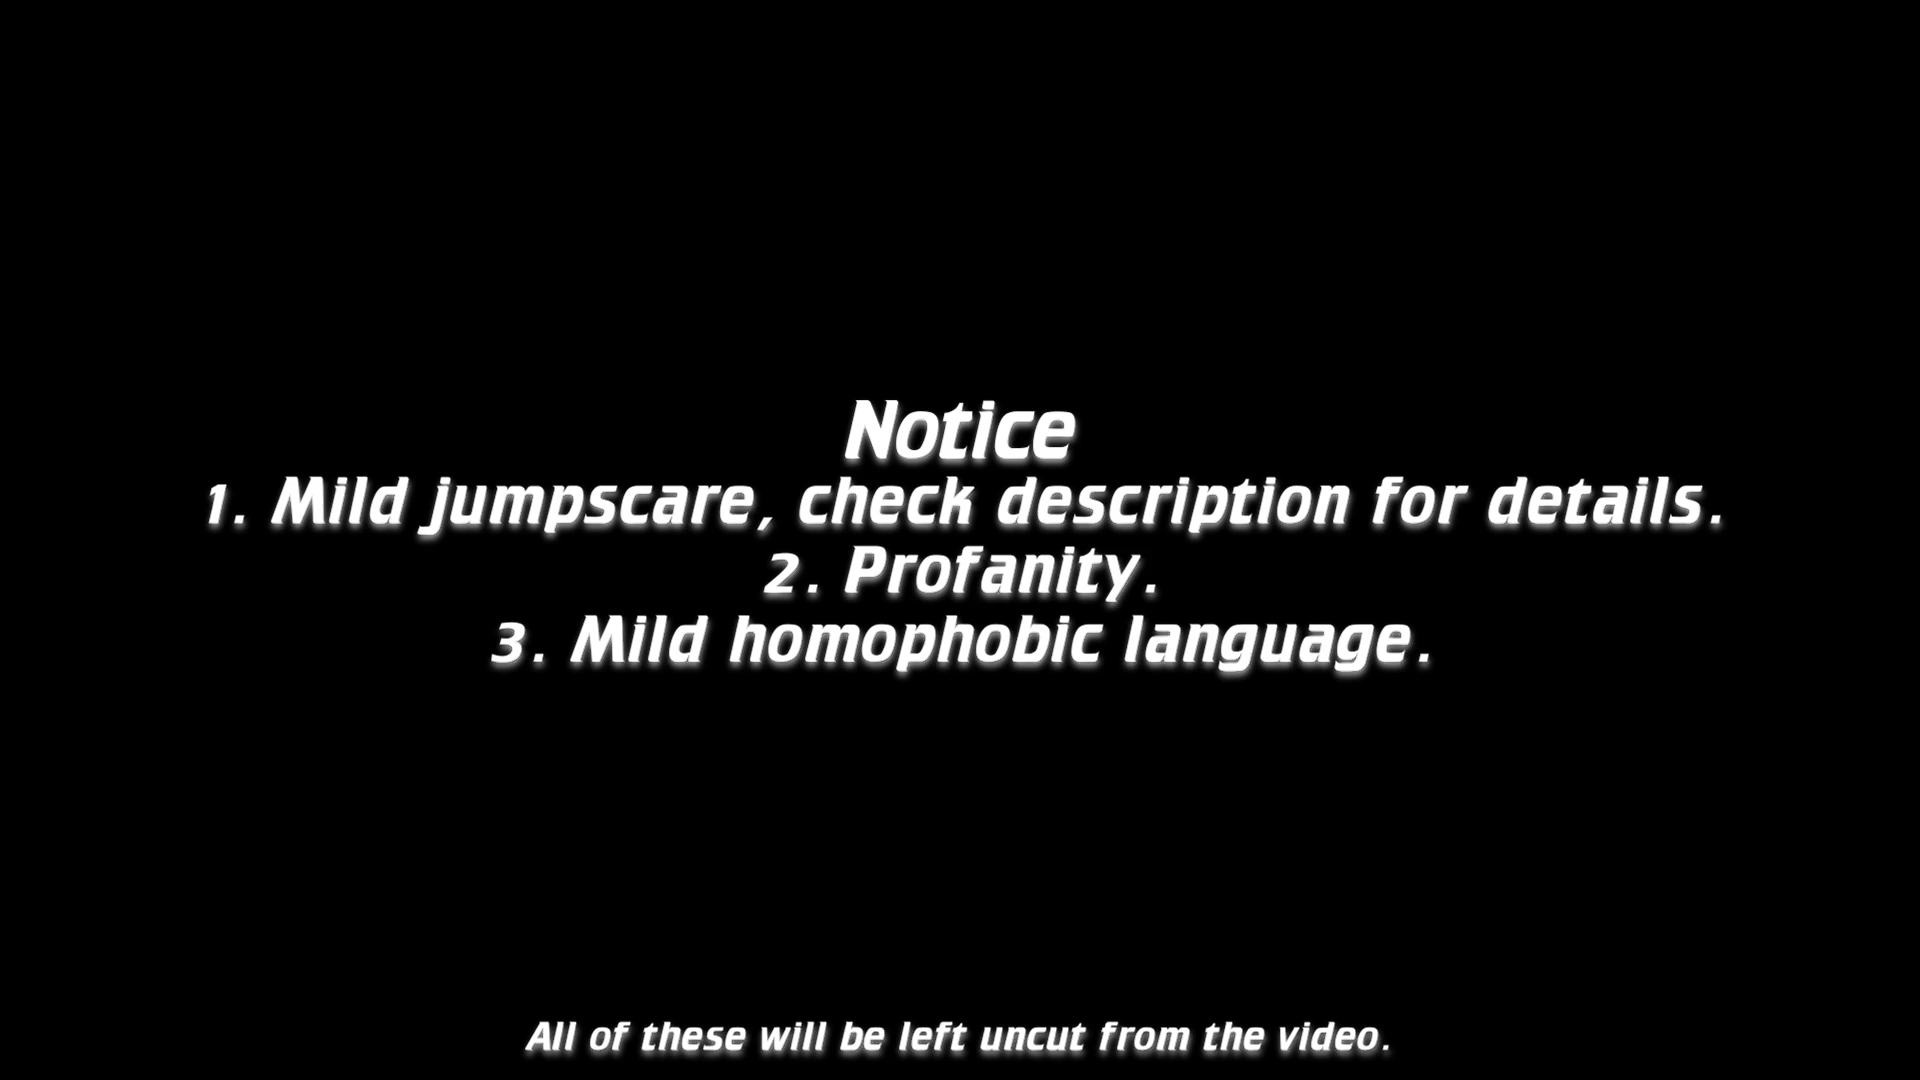 Notice
1. Mild jumpscare, check description for details.
2. Profanity.
3. Mild homophobic language.
All of these will be left uncut from the video.